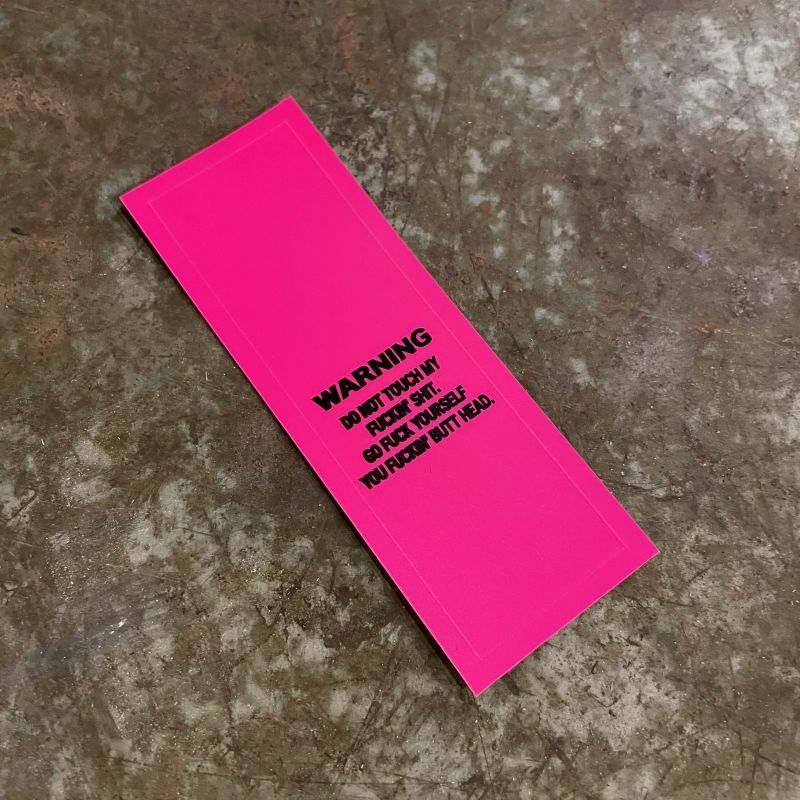 WARNING
DO NOT TOUCH MY
FUCKIN' SHIT.
GO FUCK YOURSELF
YOU FUCKIN' BUTT HEAD.